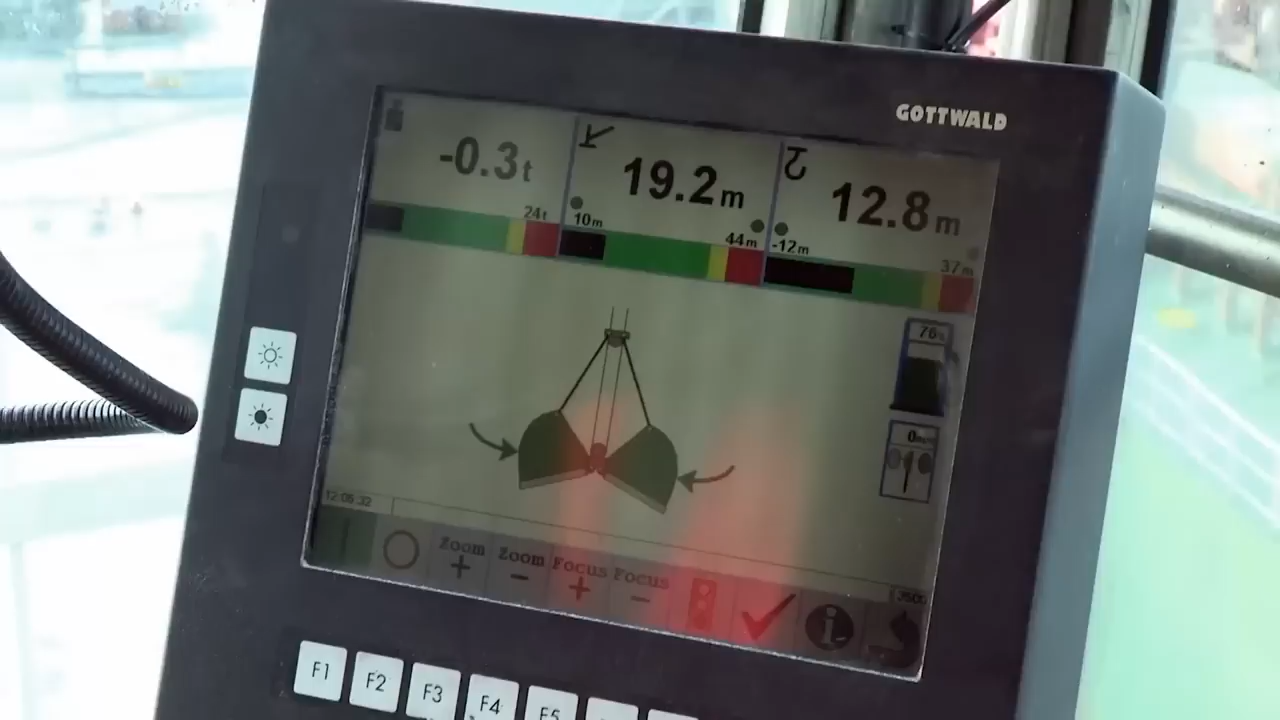 GOTTWALD
-0.3t
19.2m
12.8m
24t
10m
44m
-12m
37m
76%
12:05:32
Zoom
+
Zoom
-
Focus
+
Focus
-
i
F1
F2
F3
F4
F5